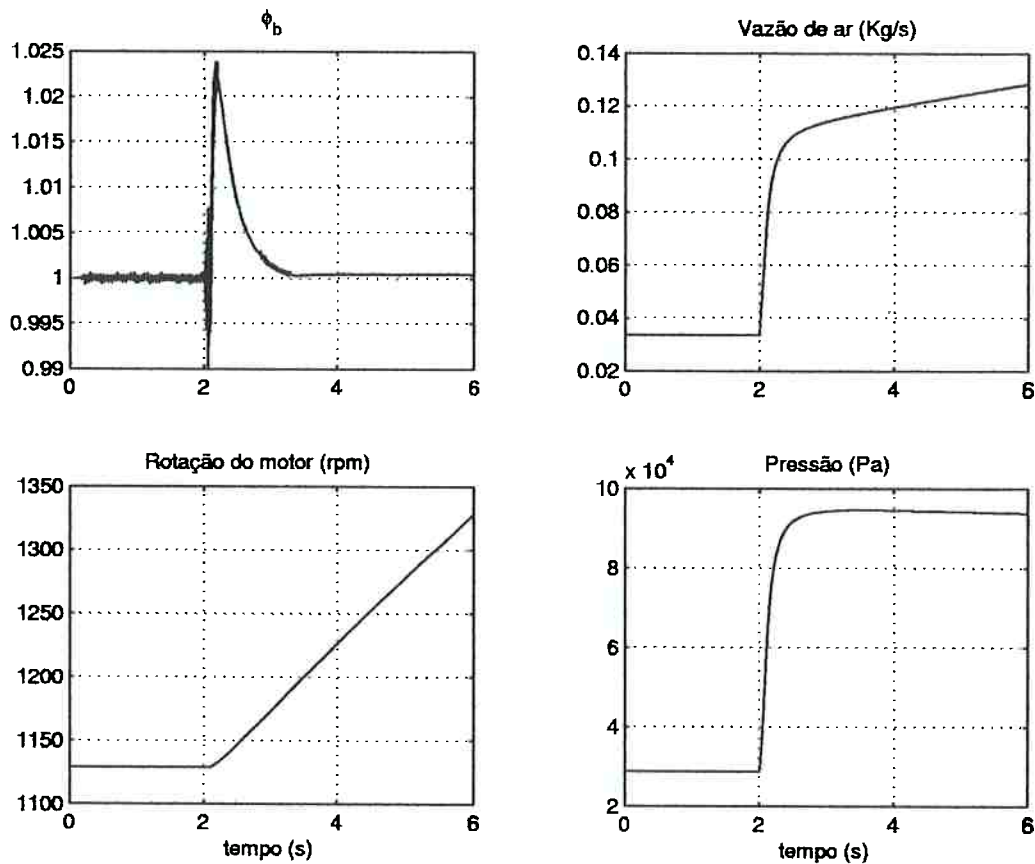 ϕb
1.025
1.02
1.015
1.01
1.005
1
0.995
0.99
0 2 4 6
Vazão de ar (Kg/s)
0.14
0.12
0.1
0.08
0.06
0.04
0.02
0 2 4 6
Rotação do motor (rpm)
1350
1300
1250
1200
1150
1100
0 2 4 6
tempo (s)
Pressão (Pa)
x 10^4
10
8
6
4
2
0 2 4 6
tempo (s)